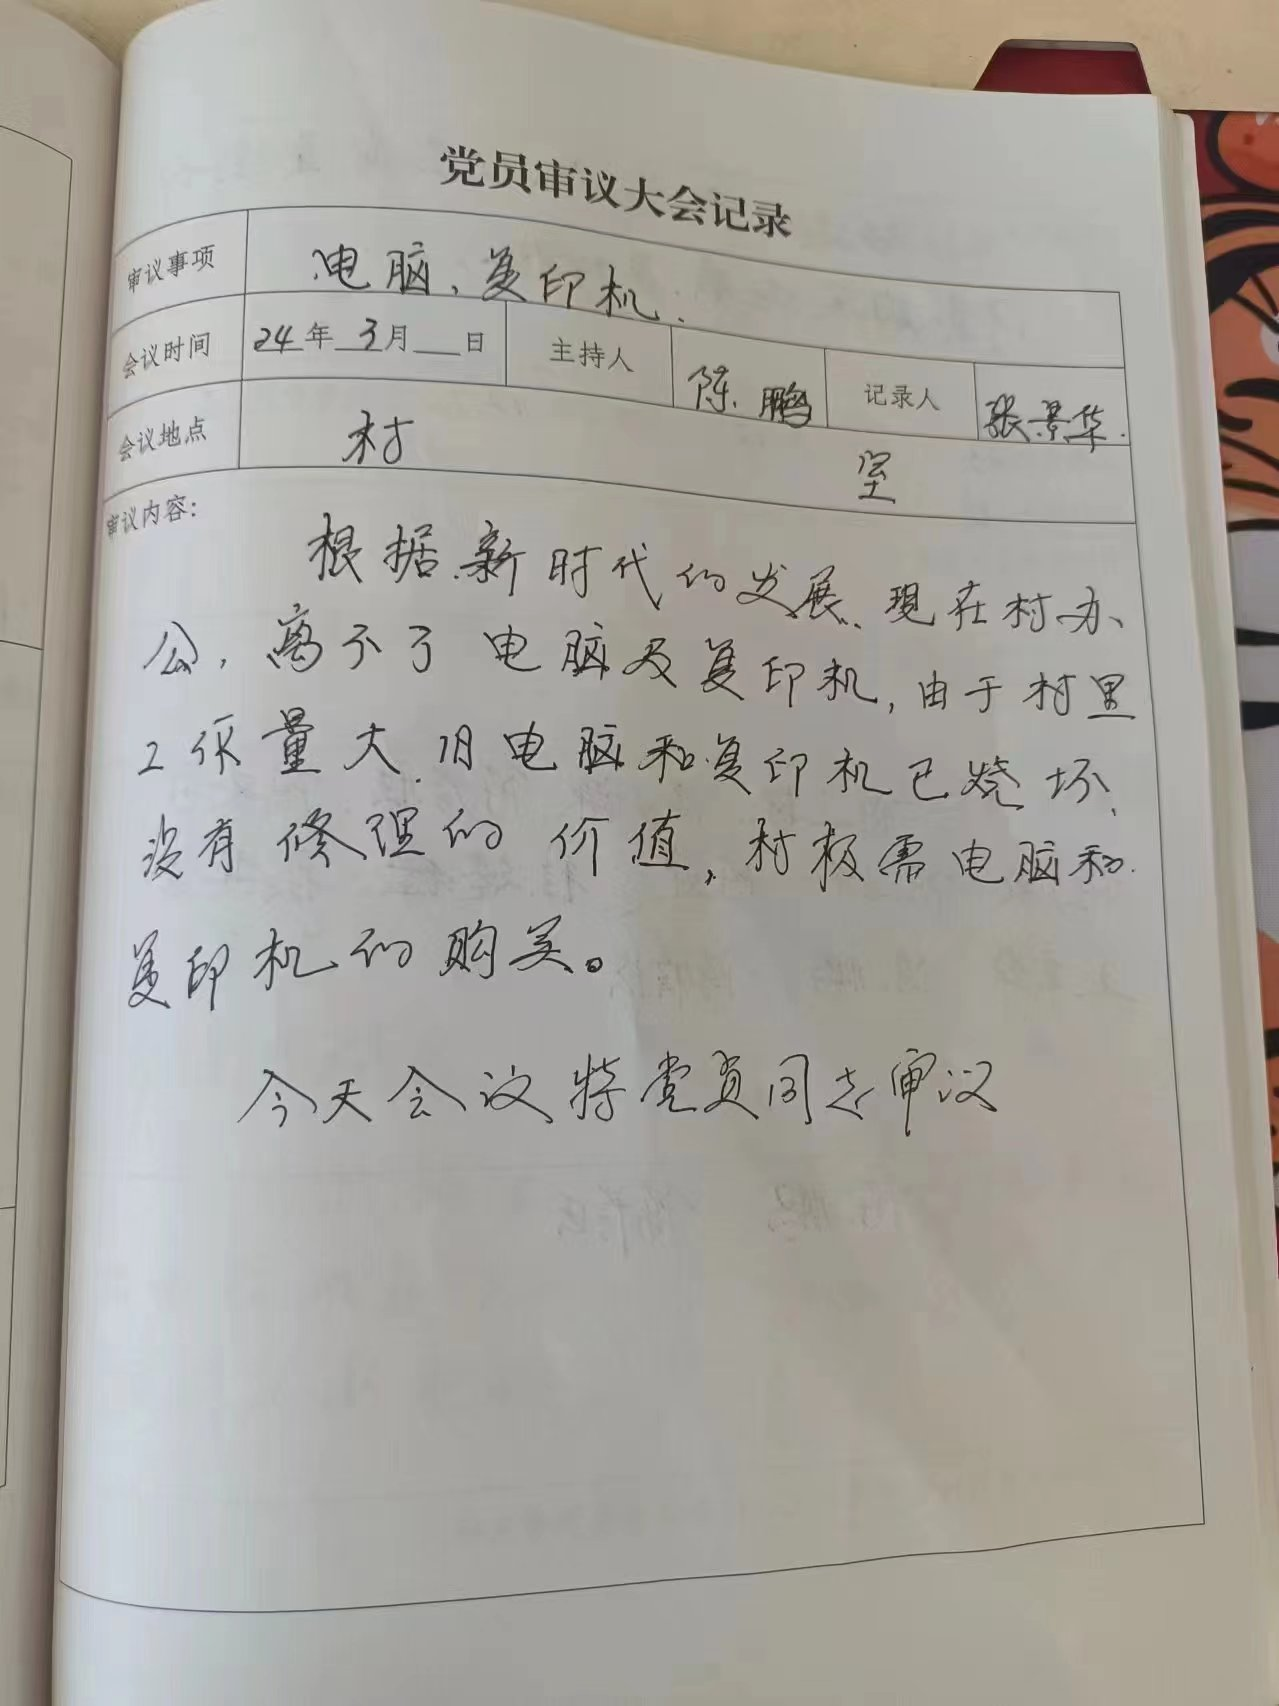 党员审议大会记录
审议事项 电脑、复印机.
会议时间 24年3月__日 主持人 陈鹏 记录人 张景华.
会议地点 村 室
审议内容:
根据新时代的发展、现在村办
公,离不了电脑及复印机,由于村里
工作量大、旧电脑和复印机已烧坏、
没有修理的价值,村极需电脑和
复印机的购买。
今天会议特党员同志审议